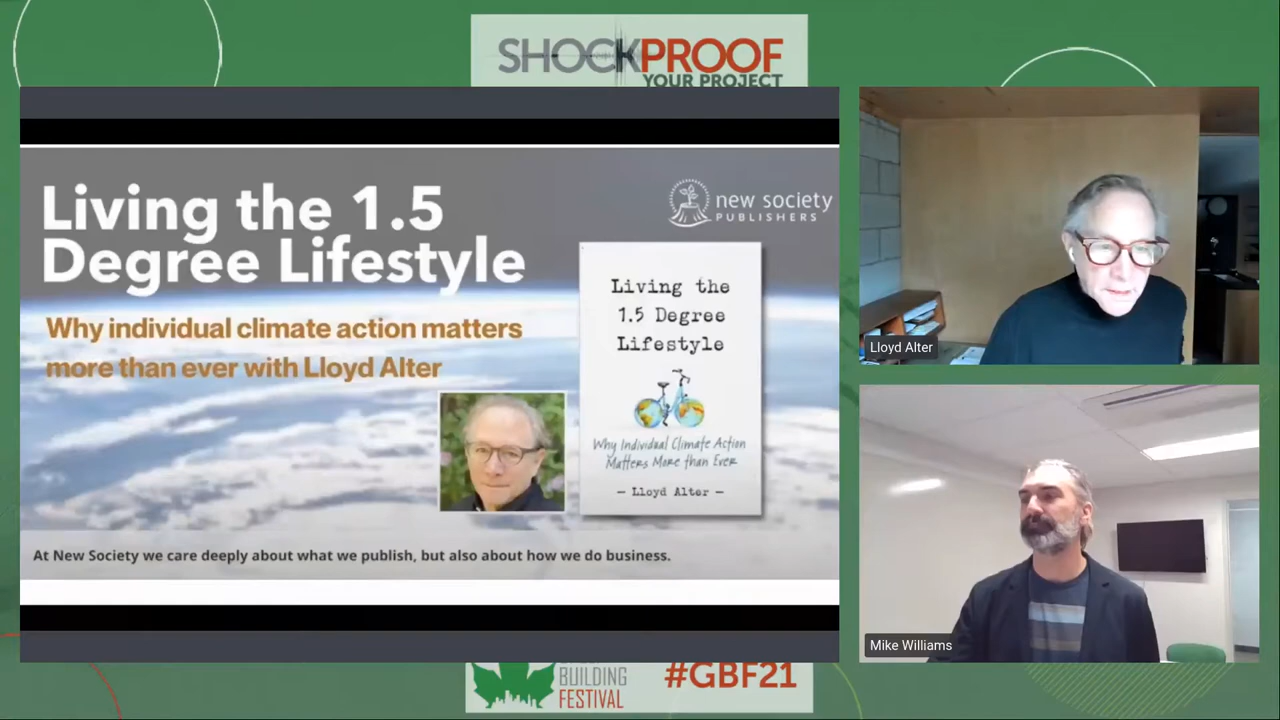 SHOCKPROOF
YOUR PROJECT
Living the 1.5
Degree Lifestyle
Why individual climate action matters
more than ever with Lloyd Alter
new society
PUBLISHERS
Living the
1.5 Degree
Lifestyle
Why Individual Climate Action
Matters More than Ever
— Lloyd Alter —
At New Society we care deeply about what we publish, but also about how we do business.
Lloyd Alter
Mike Williams
BUILDING
FESTIVAL
#GBF21